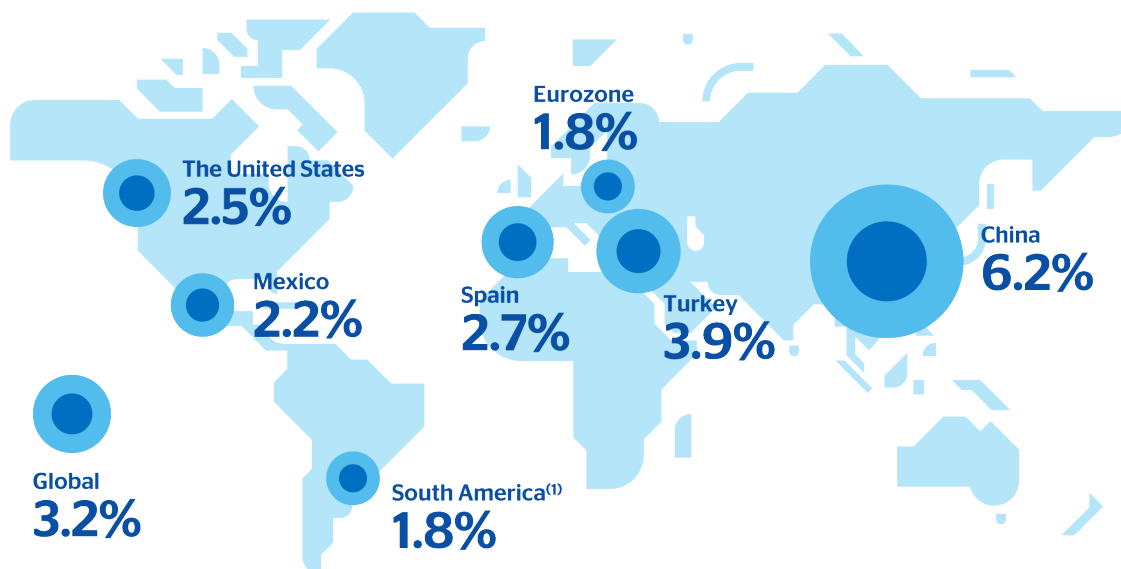 Eurozone
1.8%
The United States
2.5%
China
6.2%
Mexico
2.2%
Spain
2.7%
Turkey
3.9%
Global
3.2%
South America(1)
1.8%